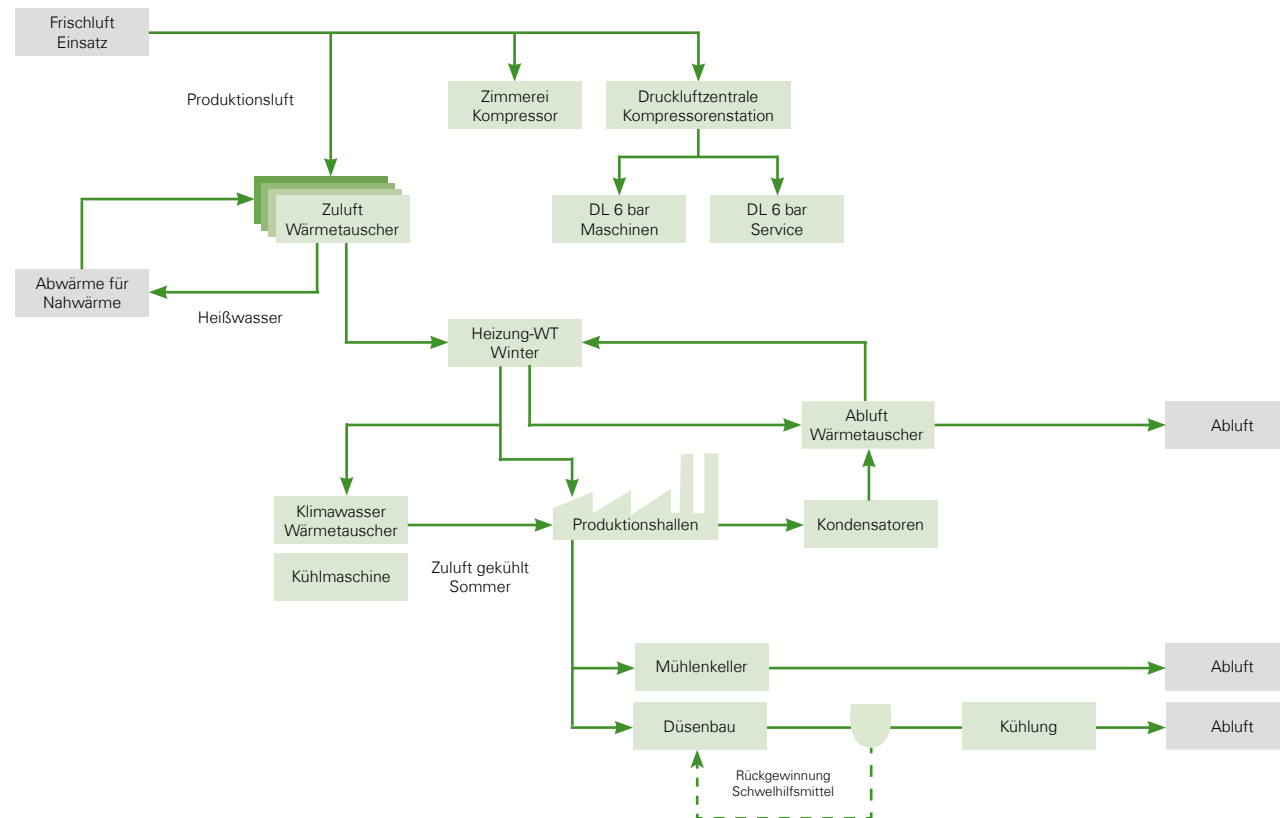 Frischluft
Einsatz
Produktionsluft
Zimmerei
Kompressor
Druckluftzentrale
Kompressorenstation
Zuluft
Wärmetauscher
DL 6 bar
Maschinen
DL 6 bar
Service
Abwärme für
Nahwärme
Heißwasser
Heizung-WT
Winter
Abluft
Wärmetauscher
Abluft
Klimawasser
Wärmetauscher
Produktionshallen
Kondensatoren
Kühlmaschine
Zuluft gekühlt
Sommer
Mühlenkeller
Abluft
Düsenbau
Kühlung
Abluft
Rückgewinnung
Schwelhilfsmittel